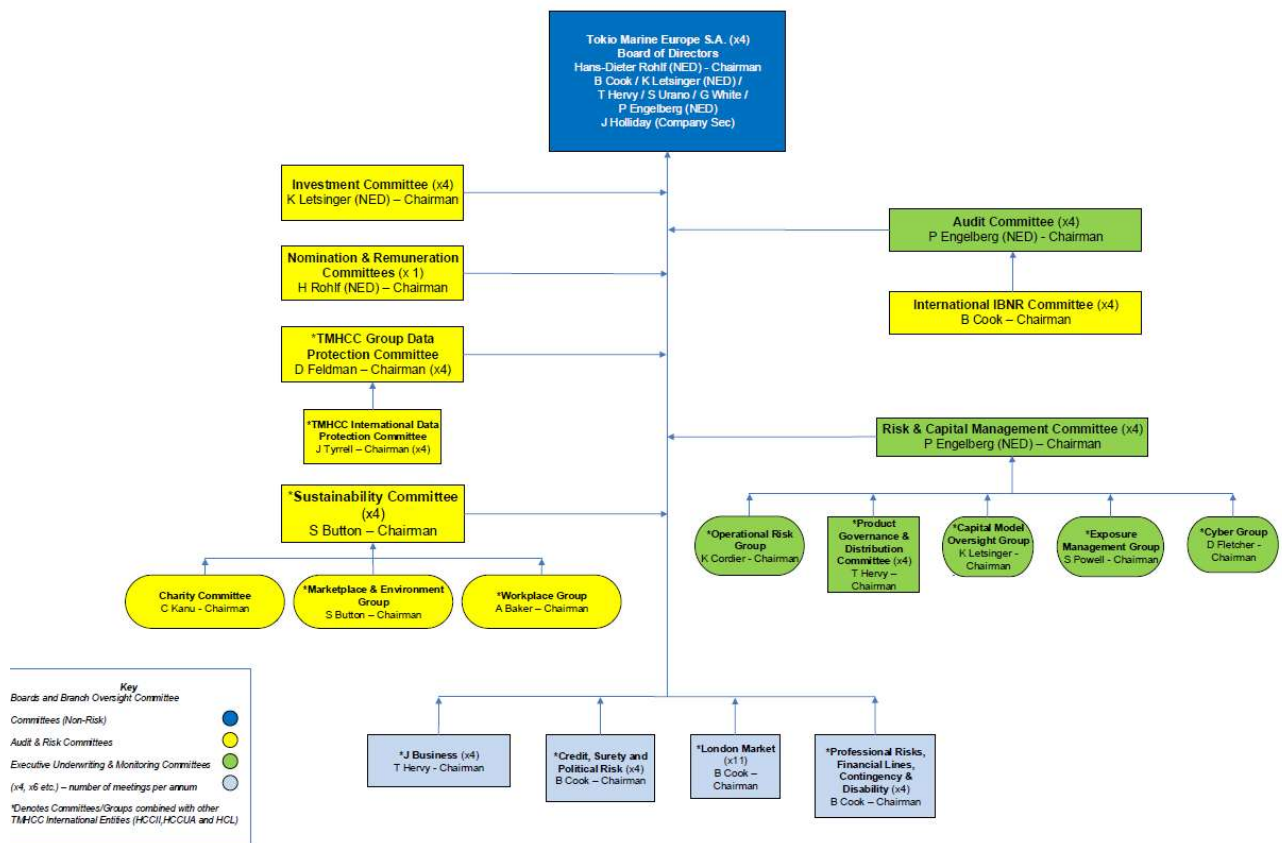 Tokio Marine Europe S.A. (x4)
Board of Directors
Hans-Dieter Rohlf (NED) - Chairman
B Cook / K Letsinger (NED) /
T Hervy / S Urano / G White /
P Engelberg (NED)
J Holliday (Company Sec)
Investment Committee (x4)
K Letsinger (NED) – Chairman
Audit Committee (x4)
P Engelberg (NED) - Chairman
Nomination & Remuneration
Committees (x 1)
H Rohlf (NED) – Chairman
International IBNR Committee (x4)
B Cook – Chairman
*TMHCC Group Data
Protection Committee
D Feldman – Chairman (x4)
*TMHCC International Data
Protection Committee
J Tyrrell – Chairman (x4)
Risk & Capital Management Committee (x4)
P Engelberg (NED) – Chairman
*Sustainability Committee
(x4)
S Button – Chairman
*Operational Risk
Group
K Cordier - Chairman
*Product
Governance &
Distribution
Committee (x4)
T Hervy –
Chairman
*Capital Model
Oversight Group
K Letsinger -
Chairman
*Exposure
Management Group
S Powell - Chairman
*Cyber Group
D Fletcher -
Chairman
Charity Committee
C Kanu - Chairman
*Marketplace & Environment
Group
S Button – Chairman
*Workplace Group
A Baker – Chairman
*J Business (x4)
T Hervy - Chairman
*Credit, Surety and
Political Risk (x4)
B Cook – Chairman
*London Market
(x11)
B Cook –
Chairman
*Professional Risks,
Financial Lines,
Contingency &
Disability (x4)
B Cook – Chairman
Key
Boards and Branch Oversight Committee
Committees (Non-Risk)
Audit & Risk Committees
Executive Underwriting & Monitoring Committees
(x4, x6 etc.) – number of meetings per annum
*Denotes Committees/Groups combined with other
TMHCC International Entities (HCCII,HCCUA and HCL)